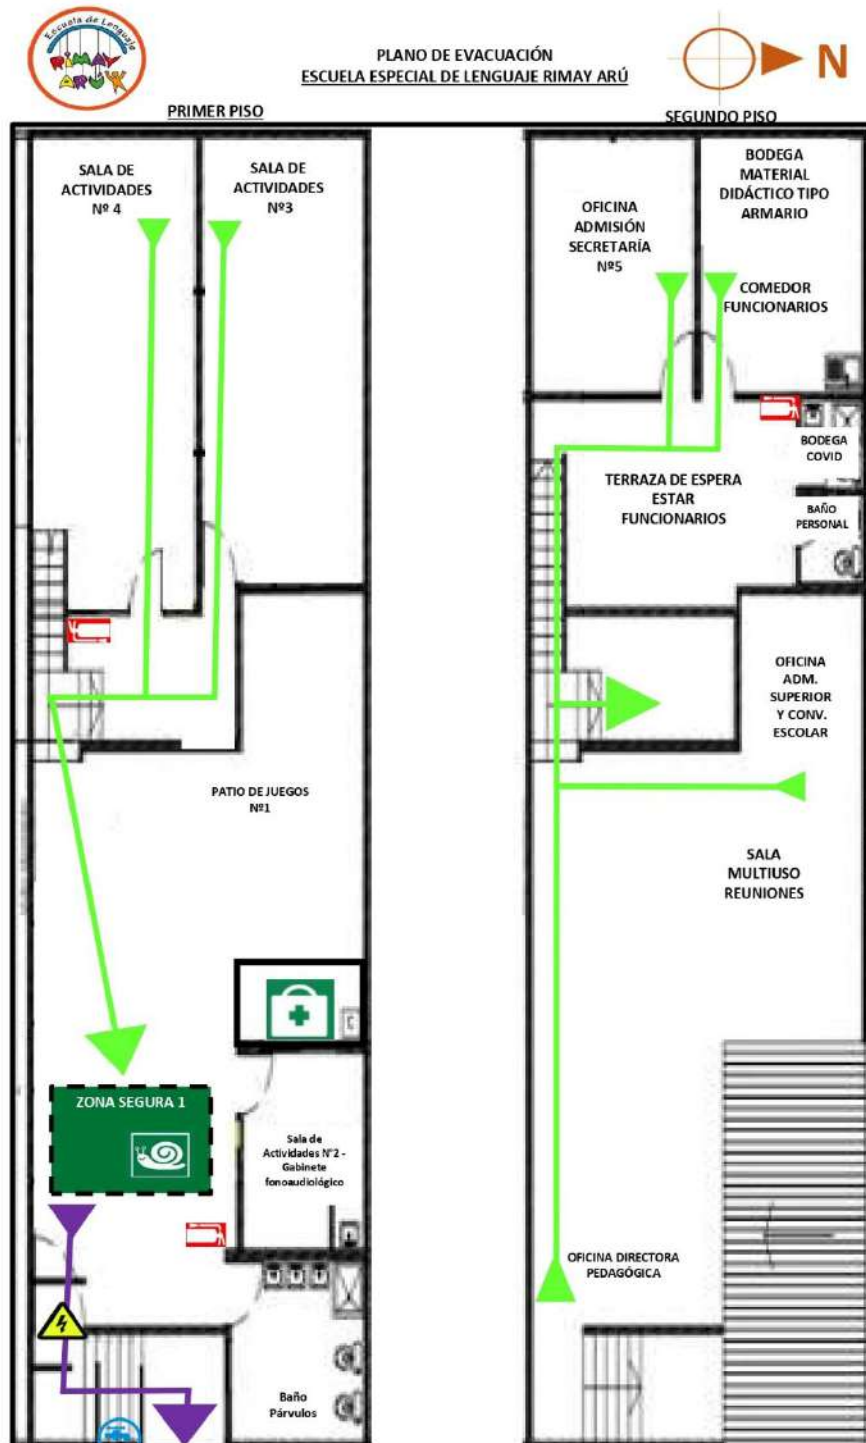 Escuela de Lenguaje
RIMAY
ARÚ
PLANO DE EVACUACIÓN
ESCUELA ESPECIAL DE LENGUAJE RIMAY ARÚ
N
PRIMER PISO
SALA DE
ACTIVIDADES
Nº 4
SALA DE
ACTIVIDADES
Nº3
PATIO DE JUEGOS
Nº1
ZONA SEGURA 1
Sala de
Actividades N°2 -
Gabinete
fonoaudiológico
Baño
Párvulos
SEGUNDO PISO
OFICINA
ADMISIÓN
SECRETARÍA
Nº5
BODEGA
MATERIAL
DIDÁCTICO TIPO
ARMARIO
COMEDOR
FUNCIONARIOS
BODEGA
COVID
TERRAZA DE ESPERA
ESTAR
FUNCIONARIOS
BAÑO
PERSONAL
OFICINA
ADM.
SUPERIOR
Y CONV.
ESCOLAR
SALA
MULTIUSO
REUNIONES
OFICINA DIRECTORA
PEDAGÓGICA